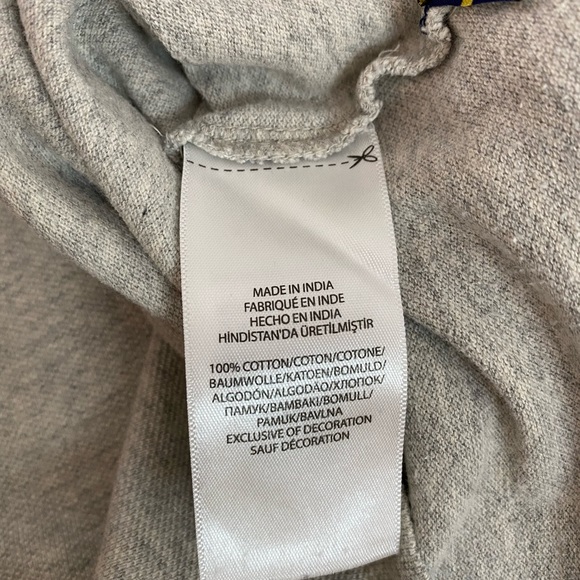 MADE IN INDIA
FABRIQUÉ EN INDE
HECHO EN INDIA
HİNDİSTAN'DA ÜRETİLMİŞTİR
100% COTTON/COTON/COTONE/
BAUMWOLLE/KATOEN/BOMULD/
ALGODÓN/ALGODÃO/ХЛОПОК/
ПАМУК/BAMBAKI/BOMULL/
PAMUK/BAVLNA
EXCLUSIVE OF DECORATION
SAUF DÉCORATION